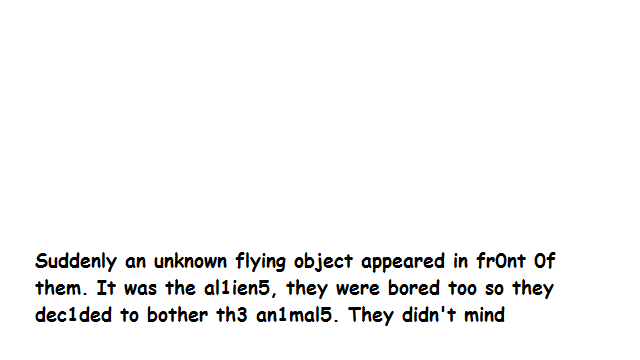 Suddenly an unknown flying object appeared in fr0nt 0f
them. It was the al1ien5, they were bored too so they
dec1ded to bother th3 an1mal5. They didn't mind